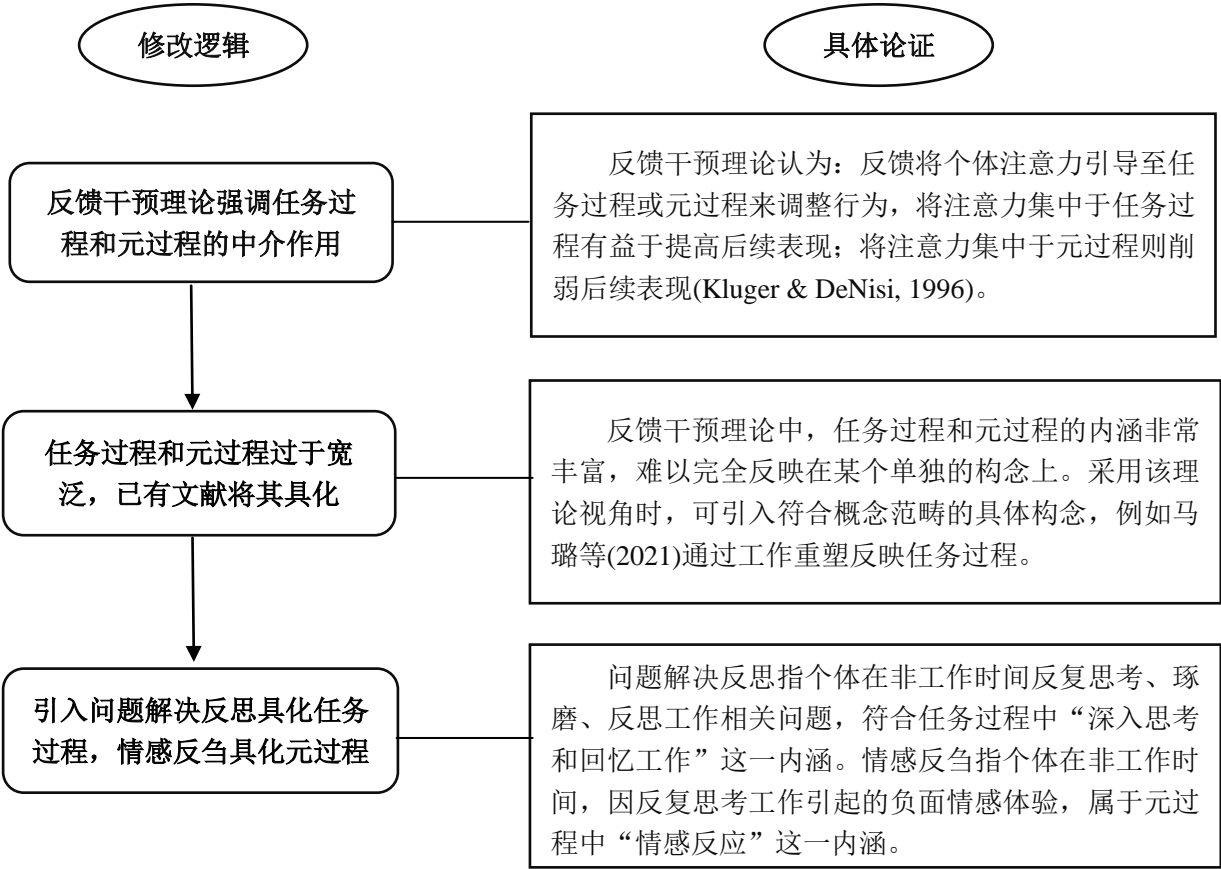 修改逻辑
具体论证
反馈干预理论强调任务过
程和元过程的中介作用
反馈干预理论认为：反馈将个体注意力引导至任
务过程或元过程来调整行为，将注意力集中于任务过
程有益于提高后续表现；将注意力集中于元过程则削
弱后续表现(Kluger & DeNisi, 1996)。
任务过程和元过程过于宽
泛，已有文献将其具化
反馈干预理论中，任务过程和元过程的内涵非常
丰富，难以完全反映在某个单独的构念上。采用该理
论视角时，可引入符合概念范畴的具体构念，例如马
璐等(2021)通过工作重塑反映任务过程。
引入问题解决反思具化任务
过程，情感反刍具化元过程
问题解决反思指个体在非工作时间反复思考、琢
磨、反思工作相关问题，符合任务过程中“深入思考
和回忆工作”这一内涵。情感反刍指个体在非工作时
间，因反复思考工作引起的负面情感体验，属于元过
程中“情感反应”这一内涵。